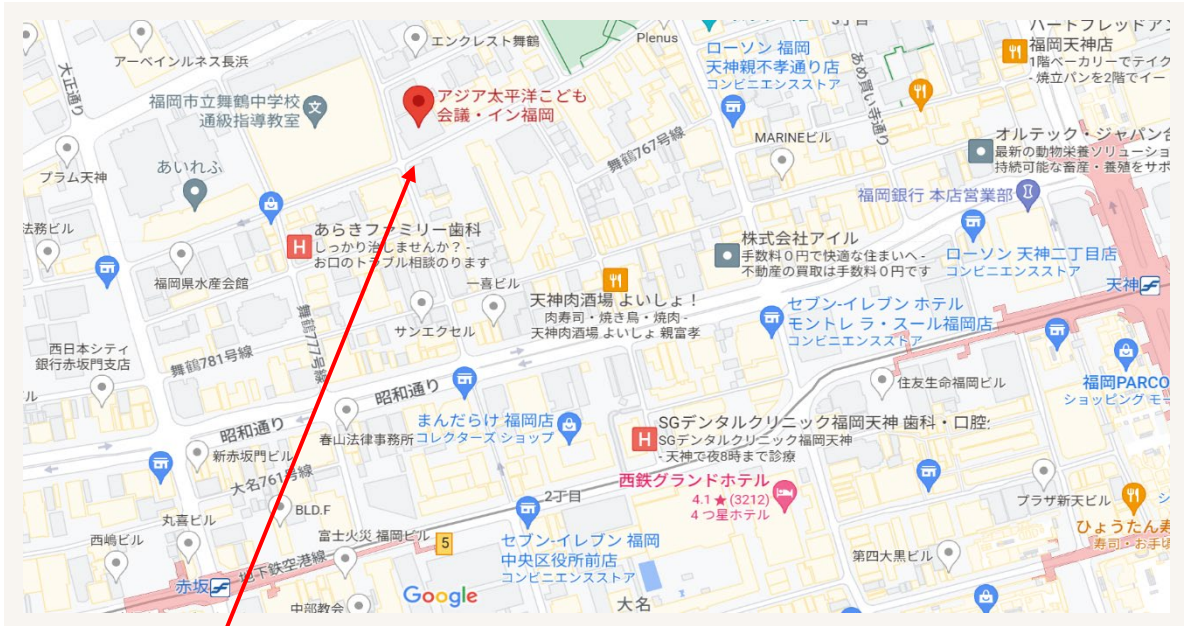 アーベインルネス長浜
大正通り
エンクレスト舞鶴
Plenus
ローソン 福岡
天神親不孝通り店
コンビニエンスストア
あめ買い寺通り
福岡天神店
1階ベーカリーでテイク
- 焼立パンを2階でイー
福岡市立舞鶴中学校
通級指導教室
アジア太平洋こども
会議・イン福岡
舞鶴767号線
MARINEビル
オルテック・ジャパン合
最新の動物栄養ソリューショ
持続可能な畜産・養殖をサポ
プラム天神
あいれふ
福岡銀行 本店営業部
法務ビル
あらきファミリー歯科
しっかり治しませんか？ -
お口のトラブル相談のります
株式会社アイル
手数料０円で快適な住まいへ -
不動産の買取は手数料０円です
ローソン 天神二丁目店
コンビニエンスストア
福岡県水産会館
一喜ビル
天神
天神肉酒場 よいしょ！
肉寿司・焼き鳥・焼肉 -
天神肉酒場 よいしょ 親富孝
セブン-イレブン ホテル
モントレ ラ・スール福岡店
コンビニエンスストア
舞鶴777号線
サンエクセル
西日本シティ
銀行赤坂門支店
舞鶴781号線
住友生命福岡ビル
福岡PARCO
ショッピング モー
ル
昭和通り
まんだらけ 福岡店
コレクターズ ショップ
春山法律事務所
昭和通り
SGデンタルクリニック福岡天神 歯科・口腔
SGデンタルクリニック福岡天神
- 天神で夜8時まで診療
新赤坂門ビル
大名761号線
西鉄グランドホテル
4.1★(3212)
4 つ星ホテル
2丁目
プラザ新天ビル
BLD.F
丸喜ビル
西嶋ビル
富士火災 福岡ビル
5
セブン-イレブン 福岡
中央区役所前店
コンビニエンスストア
ひょうたん寿
寿司・お手頃
第四大黒ビル
地下鉄空港線
赤坂
中部教会
Google
大名